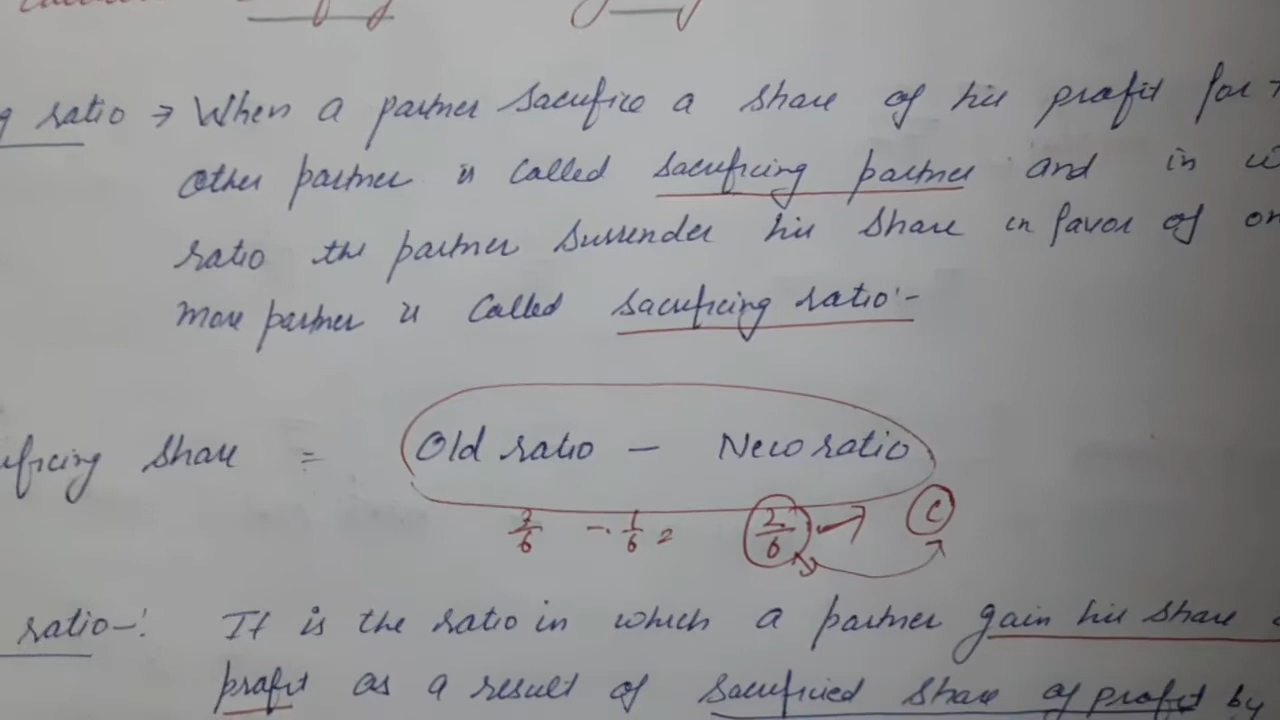 ratio → When a partner sacrifice a share of his profit for
other partner is called sacrificing partner and in
ratio the partner surrender his share in favor of
more partner is called sacrificing ratio:-
share = Old ratio - New ratio
3/6 - 1/6 = 2/6 → C
ratio-: It is the ratio in which a partner gain his share
profit as a result of sacrificed share of profit by